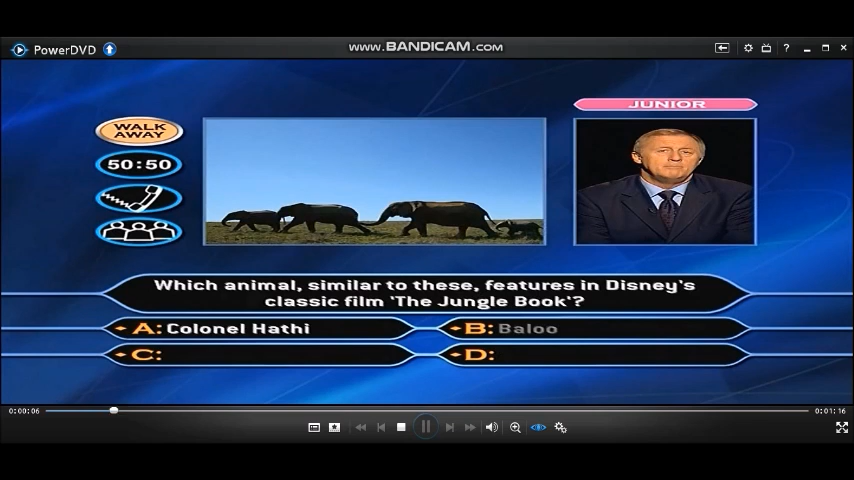 PowerDVD
www.BANDICAM.com
JUNIOR
WALK
AWAY
50:50
Which animal, similar to these, features in Disney's
classic film 'The Jungle Book'?
A: Colonel Hathi
B: Baloo
C:
D:
0:00:06
0:01:16